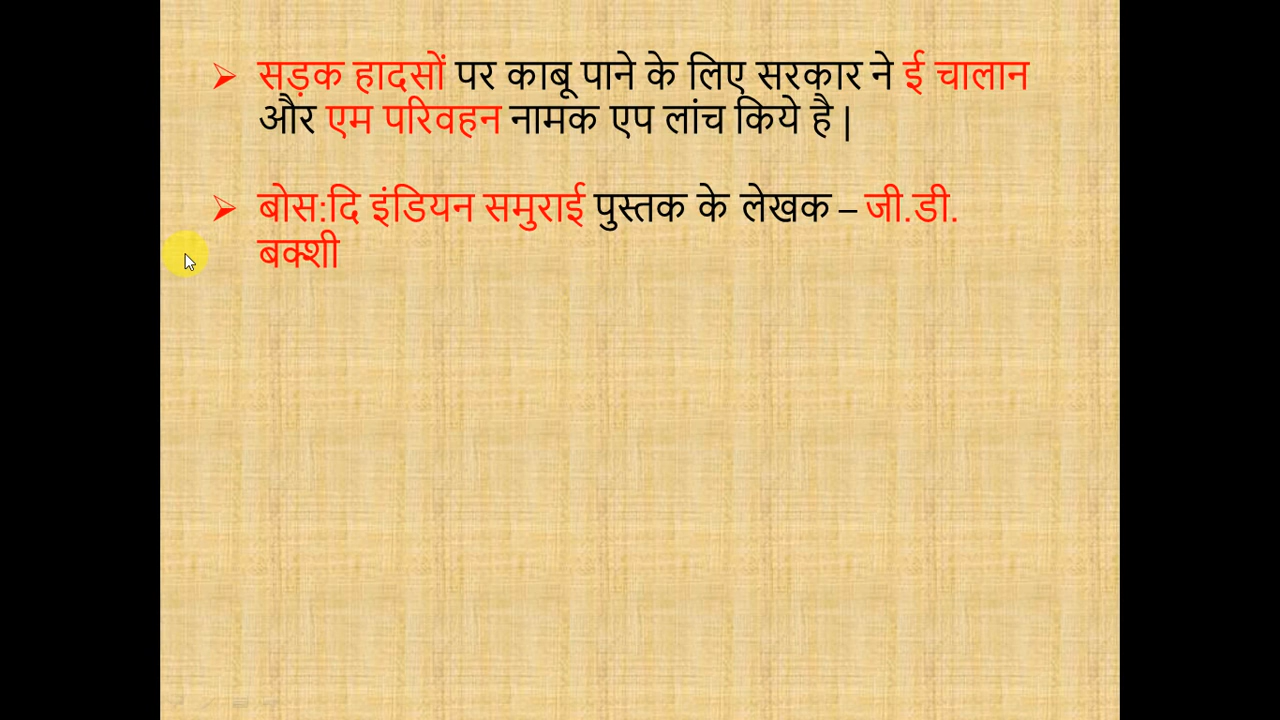 सड़क हादसों पर काबू पाने के लिए सरकार ने ई चालान
और एम परिवहन नामक एप लांच किये है |
बोस:दि इंडियन समुराई पुस्तक के लेखक – जी.डी.
बक्शी